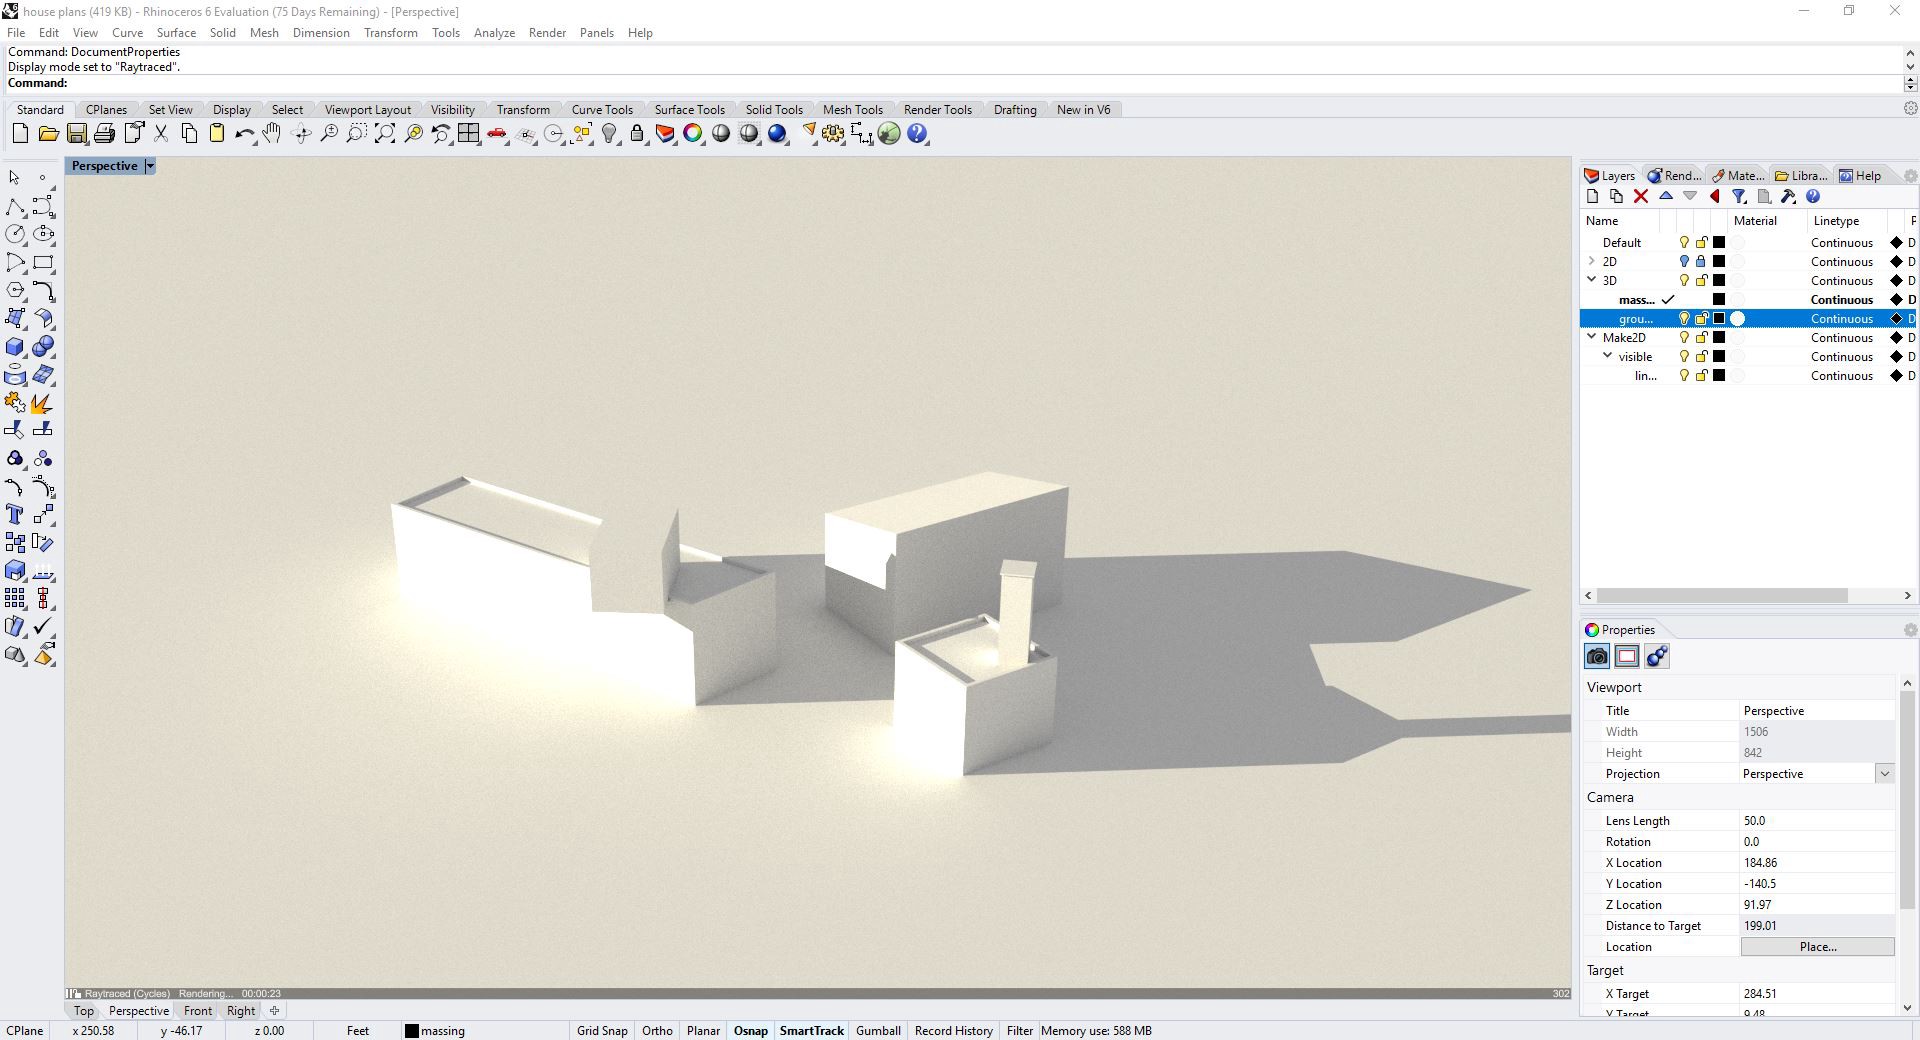 house plans (419 KB) - Rhinoceros 6 Evaluation (75 Days Remaining) - [Perspective]
File Edit View Curve Surface Solid Mesh Dimension Transform Tools Analyze Render Panels Help
Command: DocumentProperties
Display mode set to "Raytraced".
Command:
Standard CPlanes Set View Display Select Viewport Layout Visibility Transform Curve Tools Surface Tools Solid Tools Mesh Tools Render Tools Drafting New in V6
Perspective
Layers Rend... Mate... Libra... Help
Name Material Linetype P
Default Continuous D
2D Continuous D
3D Continuous D
mass... Continuous D
grou... Continuous D
Make2D Continuous D
visible Continuous D
lin... Continuous D
Properties
Viewport
Title Perspective
Width 1506
Height 842
Projection Perspective
Camera
Lens Length 50.0
Rotation 0.0
X Location 184.86
Y Location -140.5
Z Location 91.97
Distance to Target 199.01
Location Place...
Target
X Target 284.51
Y Target 9.48
Raytraced (Cycles) Rendering... 00:00:23 302
Top Perspective Front Right
CPlane x 250.58 y -46.17 z 0.00 Feet massing Grid Snap Ortho Planar Osnap SmartTrack Gumball Record History Filter Memory use: 588 MB